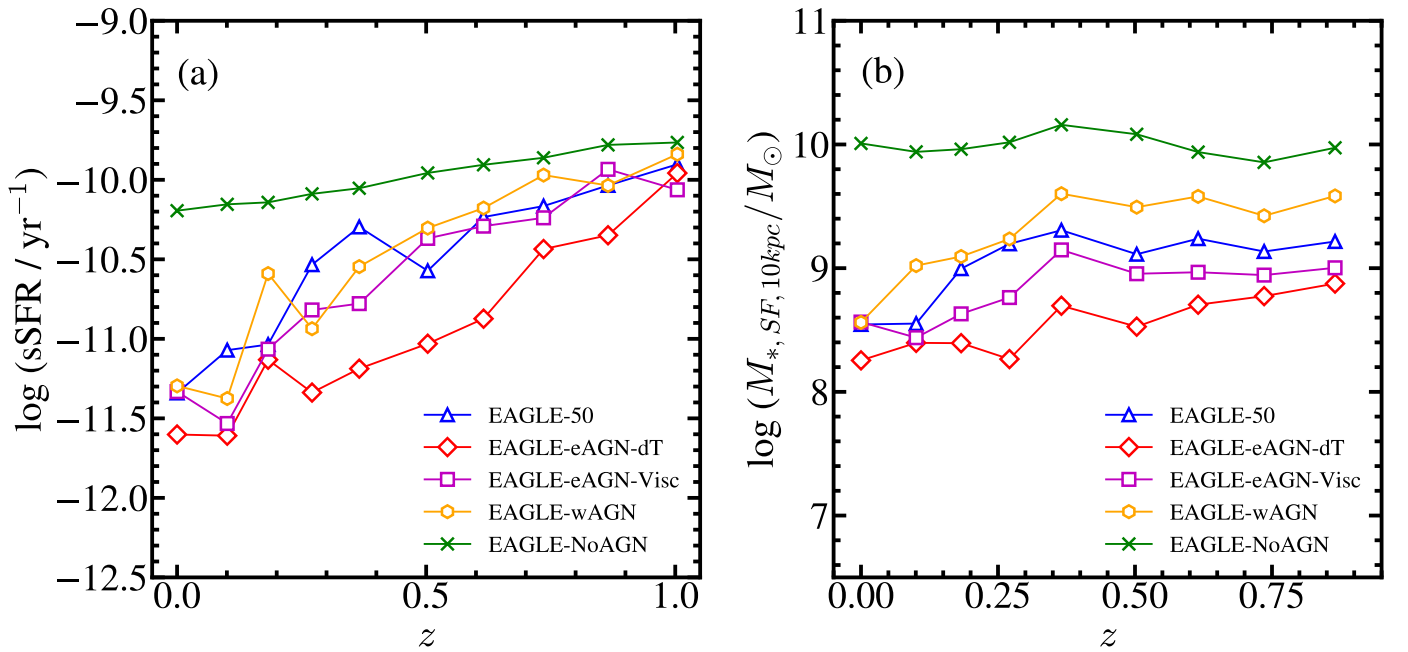 (a)
log (sSFR / yr⁻¹)
−9.0
−9.5
−10.0
−10.5
−11.0
−11.5
−12.0
−12.5
EAGLE-50
EAGLE-eAGN-dT
EAGLE-eAGN-Visc
EAGLE-wAGN
EAGLE-NoAGN
0.0 0.5 1.0
z
(b)
log (M∗,SF,10kpc/M⊙)
11
10
9
8
7
EAGLE-50
EAGLE-eAGN-dT
EAGLE-eAGN-Visc
EAGLE-wAGN
EAGLE-NoAGN
0.00 0.25 0.50 0.75
z